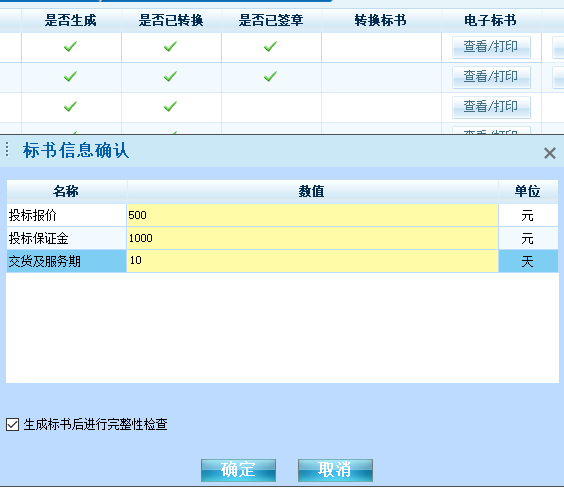 是否生成 是否已转换 是否已签章 转换标书 电子标书
查看/打印
查看/打印
查看/打印
查看/打印
标书信息确认
名称 数值 单位
投标报价 500 元
投标保证金 1000 元
交货及服务期 10 天
生成标书后进行完整性检查
确定 取消